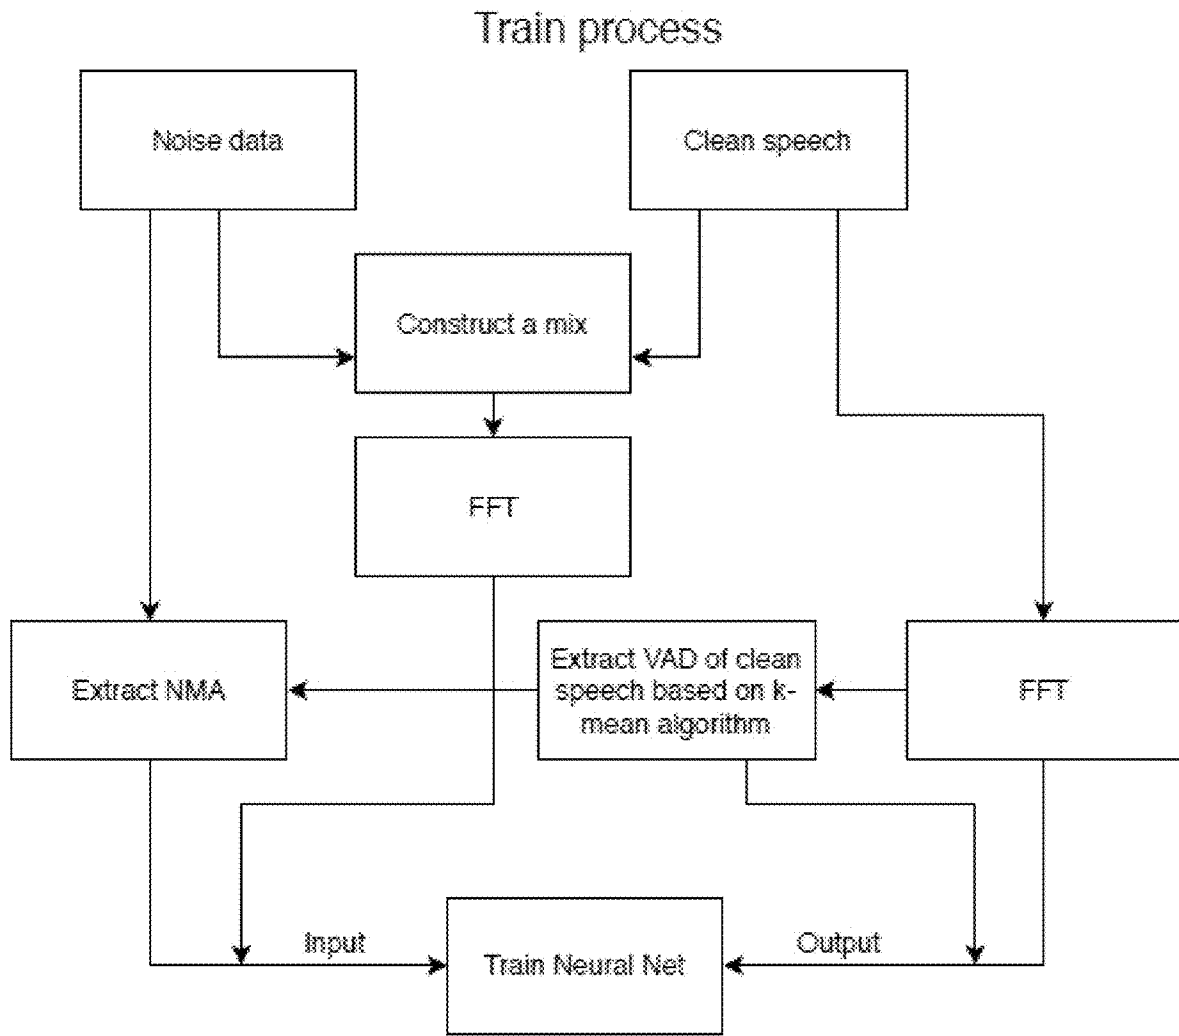 Train process
Noise data
Clean speech
Construct a mix
FFT
Extract NMA
Extract VAD of clean
speech based on k-
mean algorithm
FFT
Input
Output
Train Neural Net